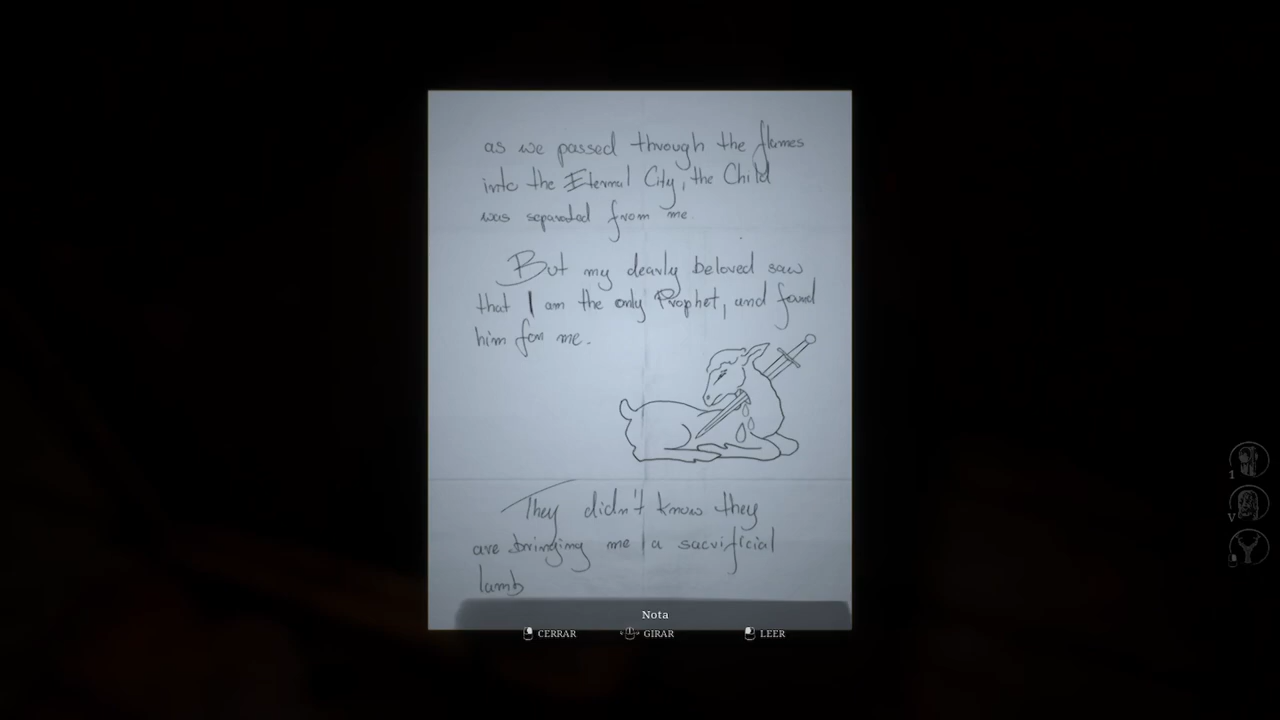 as we passed through the flames
into the Eternal City, the Child
was separated from me.
But my dearly beloved saw
that I am the only Prophet, and found
him for me.
They didn't know they
are bringing me a sacrificial
lamb
Nota
CERRAR
GIRAR
LEER
1
V